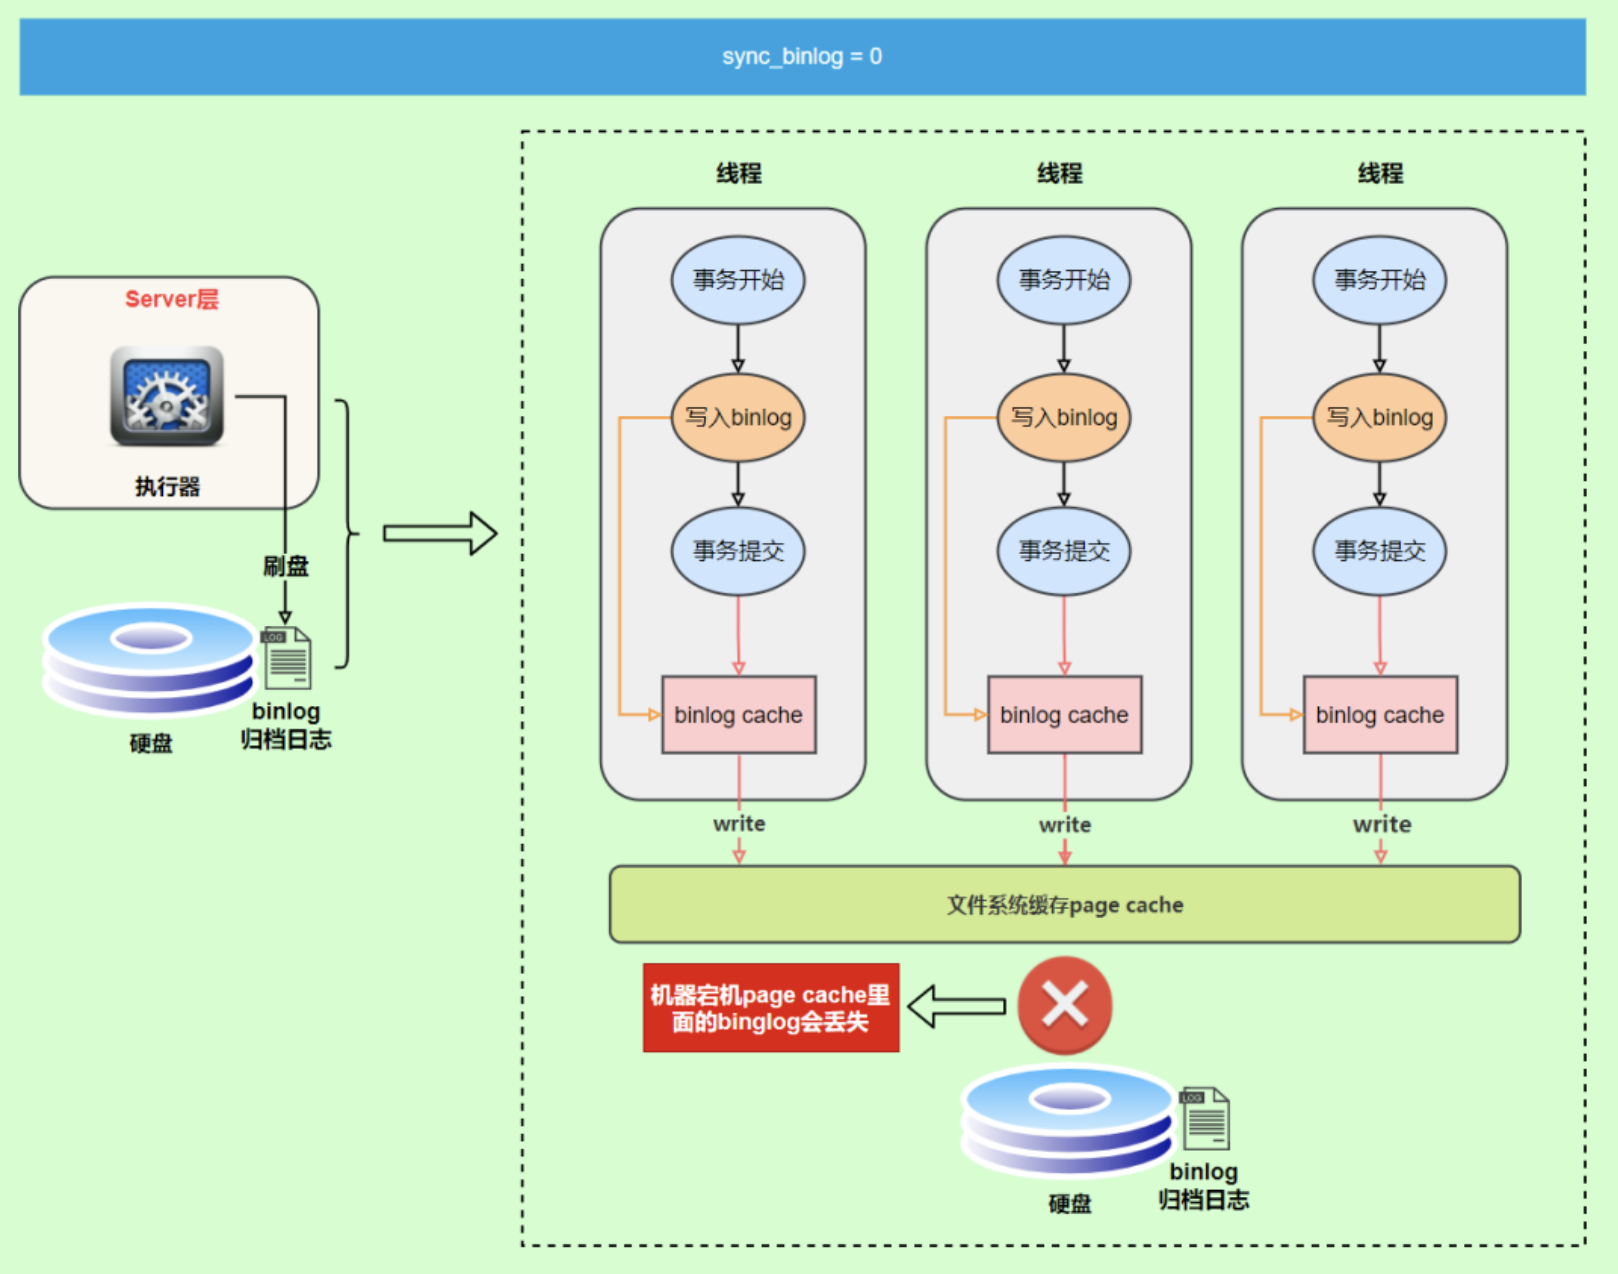 sync_binlog = 0
Server层
执行器
刷盘
LOG
硬盘
binlog
归档日志
线程
事务开始
写入binlog
事务提交
binlog cache
write
线程
事务开始
写入binlog
事务提交
binlog cache
write
线程
事务开始
写入binlog
事务提交
binlog cache
write
文件系统缓存page cache
机器宕机page cache里
面的binglog会丢失
LOG
硬盘
binlog
归档日志